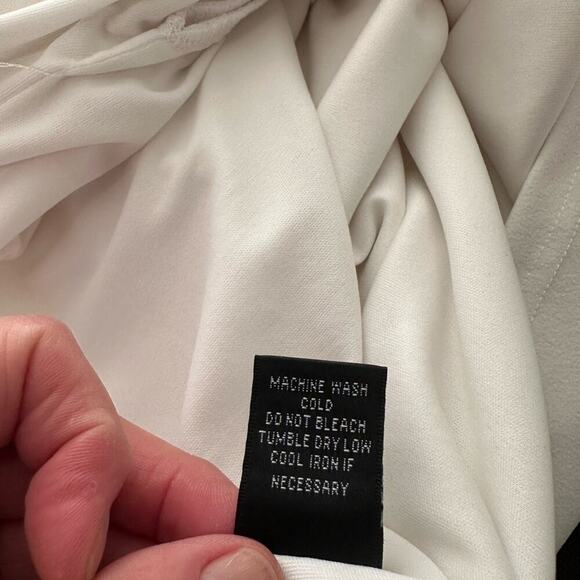 MACHINE WASH
COLD
DO NOT BLEACH
TUMBLE DRY LOW
COOL IRON IF
NECESSARY